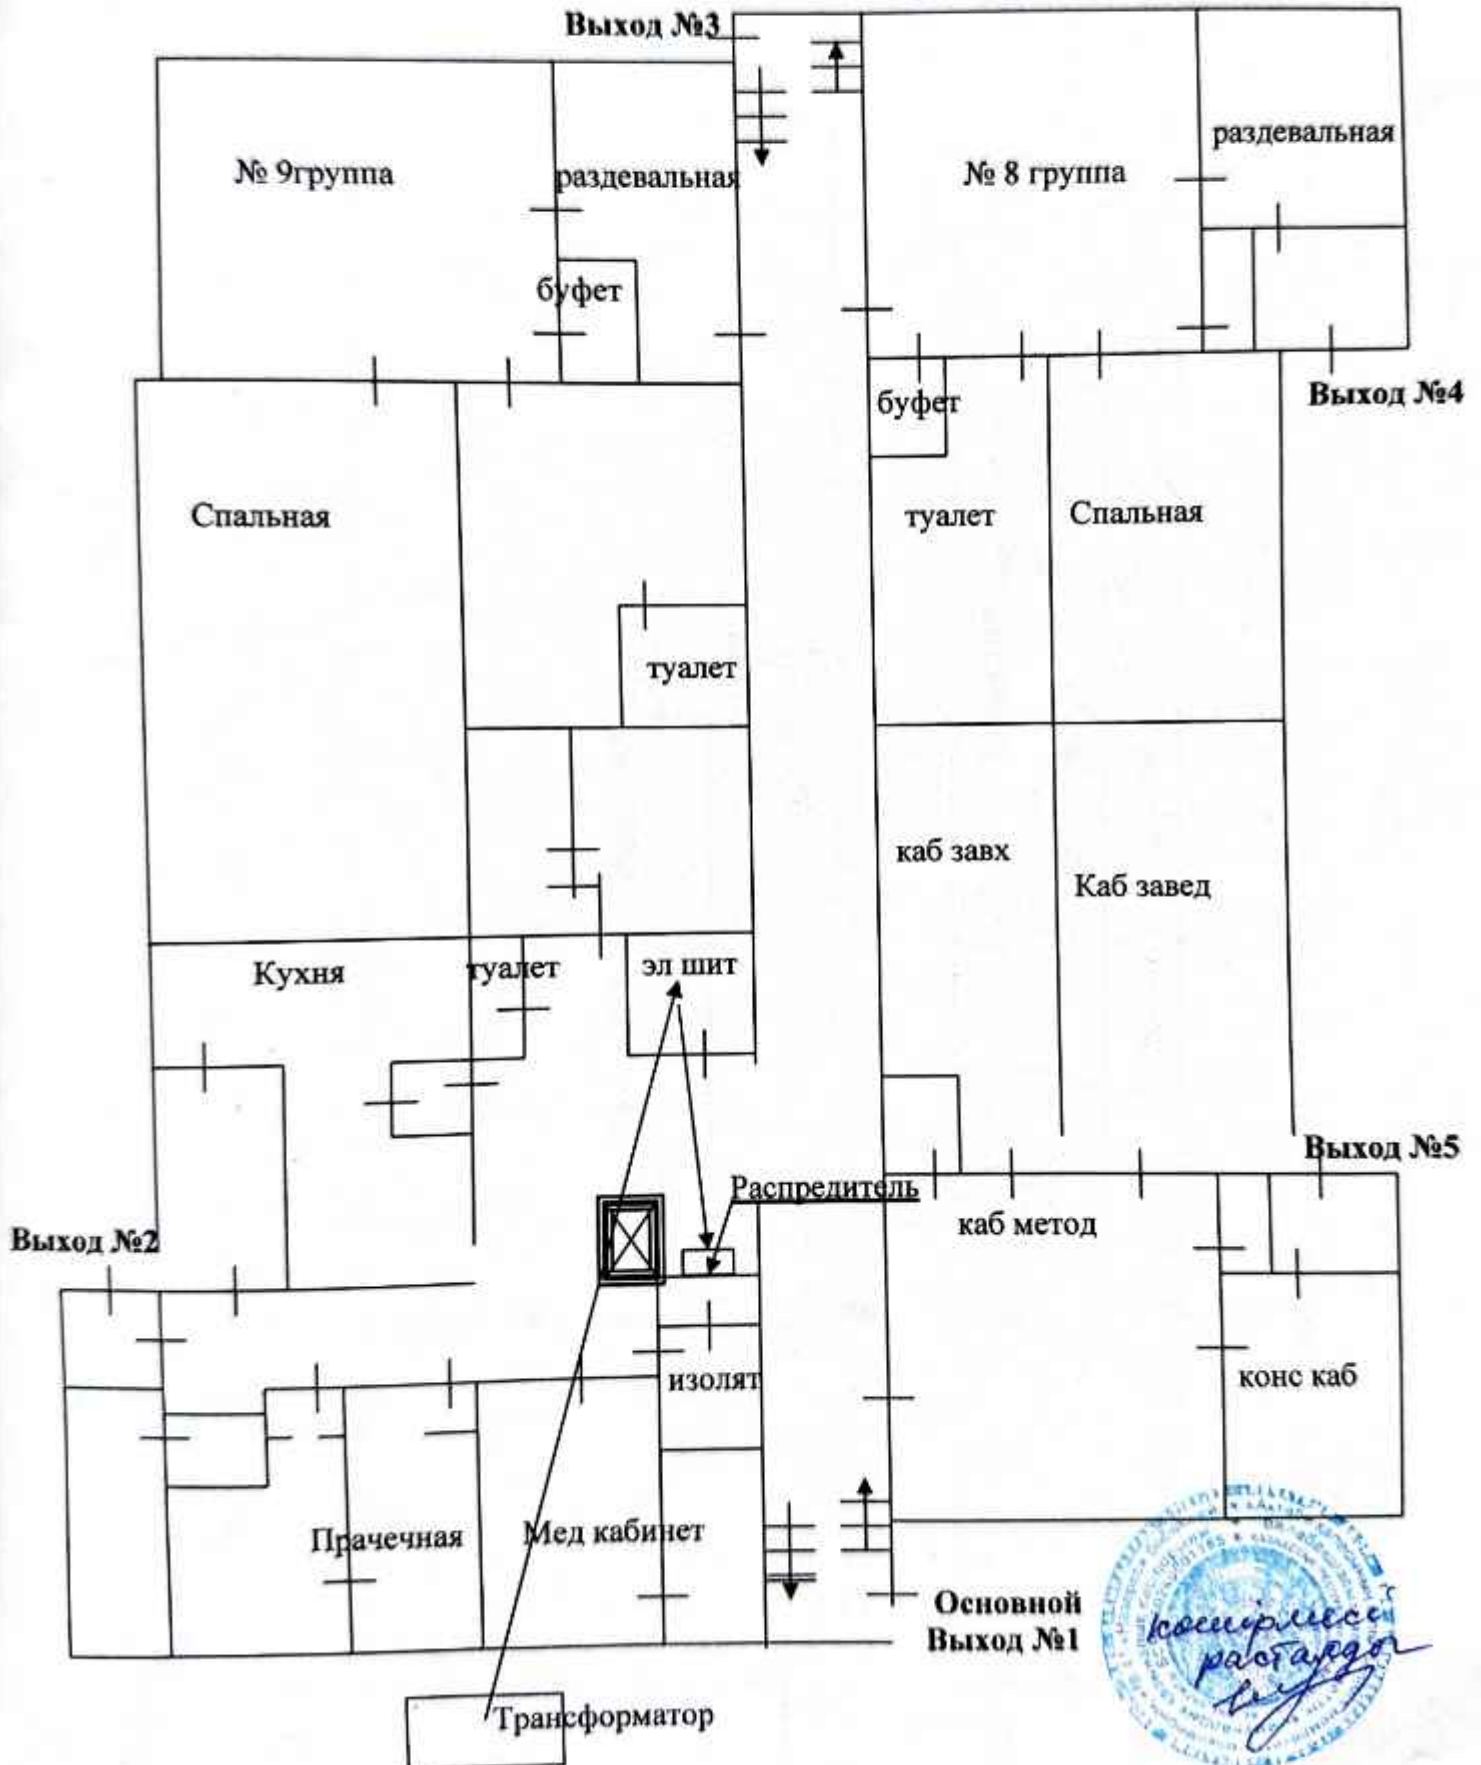 Выход №3
№ 9группа
раздевальная
№ 8 группа
раздевальная
буфет
буфет
Выход №4
Спальная
туалет
Спальная
туалет
каб завх
Каб завед
Кухня
туалет
эл шит
Выход №5
Распредитель
каб метод
Выход №2
изолят
конс каб
Прачечная
Мед кабинет
Основной
Выход №1
Трансформатор